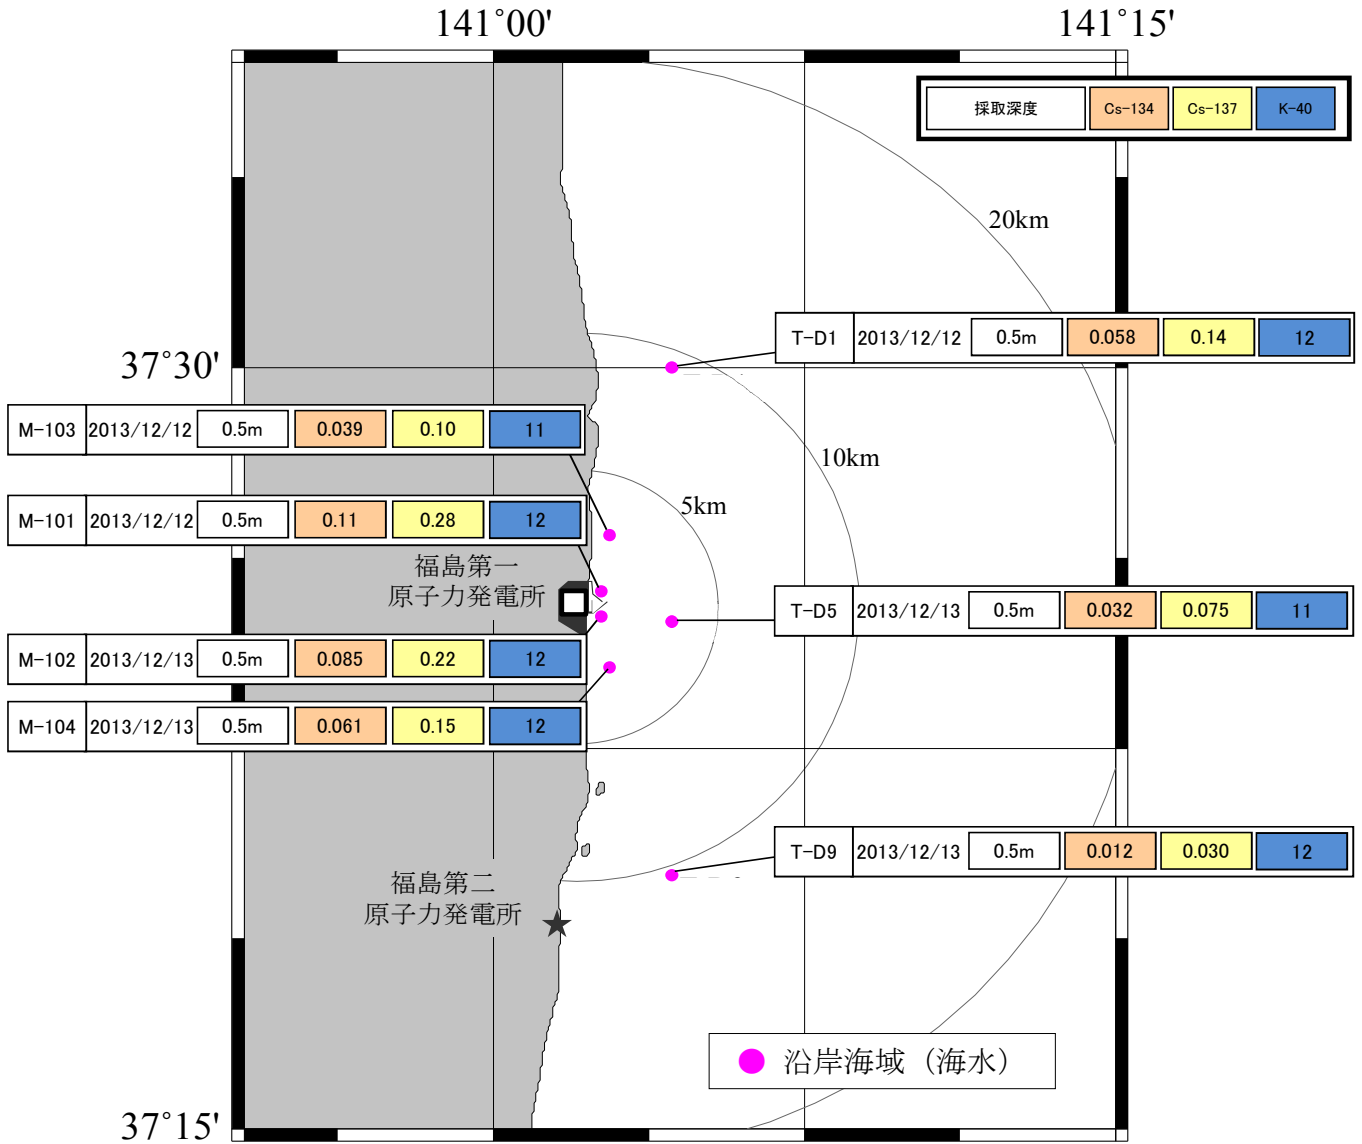 141°00'
141°15'
採取深度 Cs-134 Cs-137 K-40
20km
T-D1 2013/12/12 0.5m 0.058 0.14 12
37°30'
M-103 2013/12/12 0.5m 0.039 0.10 11
10km
5km
M-101 2013/12/12 0.5m 0.11 0.28 12
福島第一
原子力発電所
T-D5 2013/12/13 0.5m 0.032 0.075 11
M-102 2013/12/13 0.5m 0.085 0.22 12
M-104 2013/12/13 0.5m 0.061 0.15 12
T-D9 2013/12/13 0.5m 0.012 0.030 12
福島第二
原子力発電所
沿岸海域（海水）
37°15'